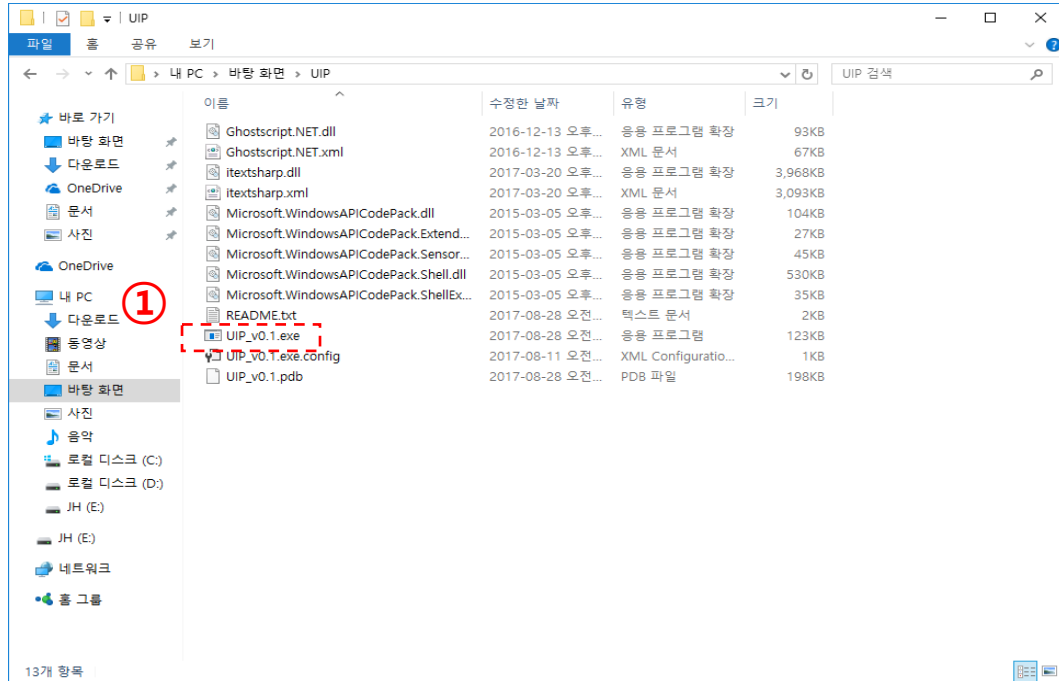 UIP
파일 홈 공유 보기
내 PC 바탕 화면 UIP UIP 검색
이름 수정한 날짜 유형 크기
바로 가기
바탕 화면
다운로드
OneDrive
문서
사진
OneDrive
내 PC
다운로드
동영상
문서
바탕 화면
사진
음악
로컬 디스크 (C:)
로컬 디스크 (D:)
JH (E:)
JH (E:)
네트워크
홈 그룹
①
Ghostscript.NET.dll 2016-12-13 오후... 응용 프로그램 확장 93KB
Ghostscript.NET.xml 2016-12-13 오후... XML 문서 67KB
itextsharp.dll 2017-03-20 오후... 응용 프로그램 확장 3,968KB
itextsharp.xml 2017-03-20 오후... XML 문서 3,093KB
Microsoft.WindowsAPICodePack.dll 2015-03-05 오후... 응용 프로그램 확장 104KB
Microsoft.WindowsAPICodePack.Extend... 2015-03-05 오후... 응용 프로그램 확장 27KB
Microsoft.WindowsAPICodePack.Sensor... 2015-03-05 오후... 응용 프로그램 확장 45KB
Microsoft.WindowsAPICodePack.Shell.dll 2015-03-05 오후... 응용 프로그램 확장 530KB
Microsoft.WindowsAPICodePack.ShellEx... 2015-03-05 오후... 응용 프로그램 확장 35KB
README.txt 2017-08-28 오전... 텍스트 문서 2KB
UIP_v0.1.exe 2017-08-28 오전... 응용 프로그램 123KB
UIP_v0.1.exe.config 2017-08-11 오전... XML Configuratio... 1KB
UIP_v0.1.pdb 2017-08-28 오전... PDB 파일 198KB
13개 항목